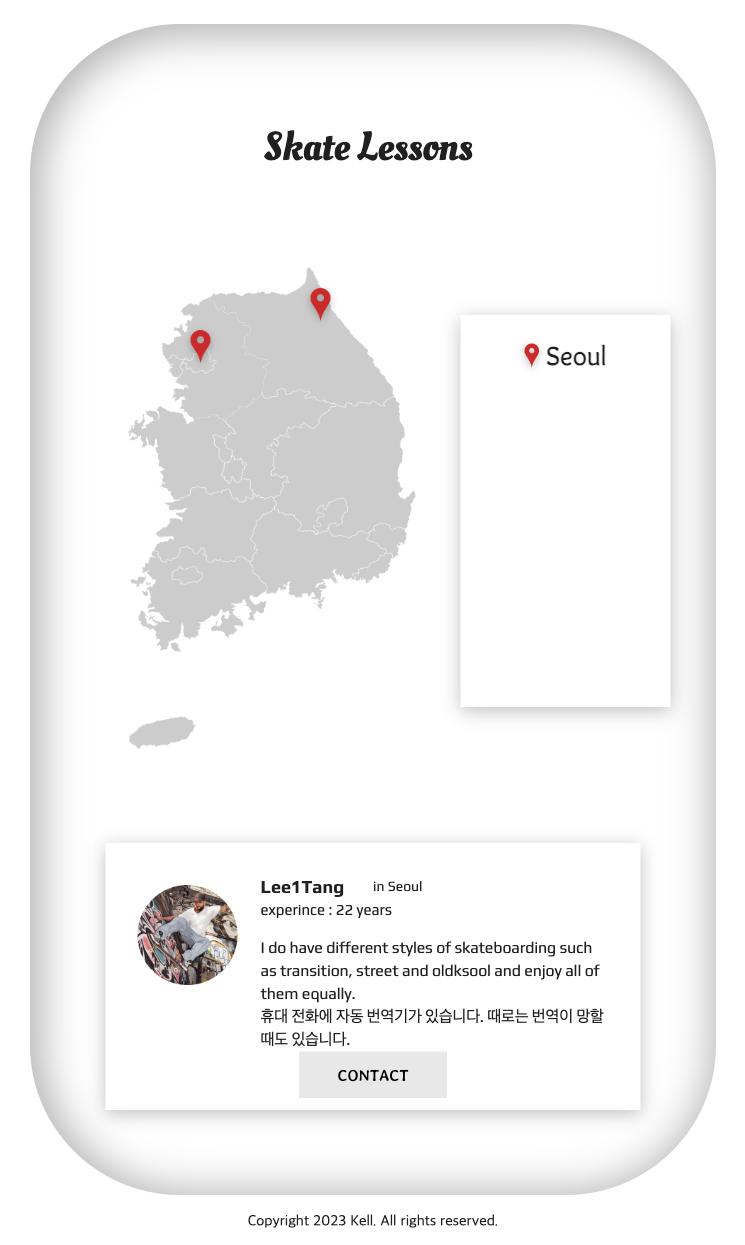 Skate Lessons
Seoul
Lee1Tang in Seoul
experince : 22 years
I do have different styles of skateboarding such
as transition, street and oldksool and enjoy all of
them equally.
휴대 전화에 자동 번역기가 있습니다. 때로는 번역이 망할
때도 있습니다.
CONTACT
Copyright 2023 Kell. All rights reserved.